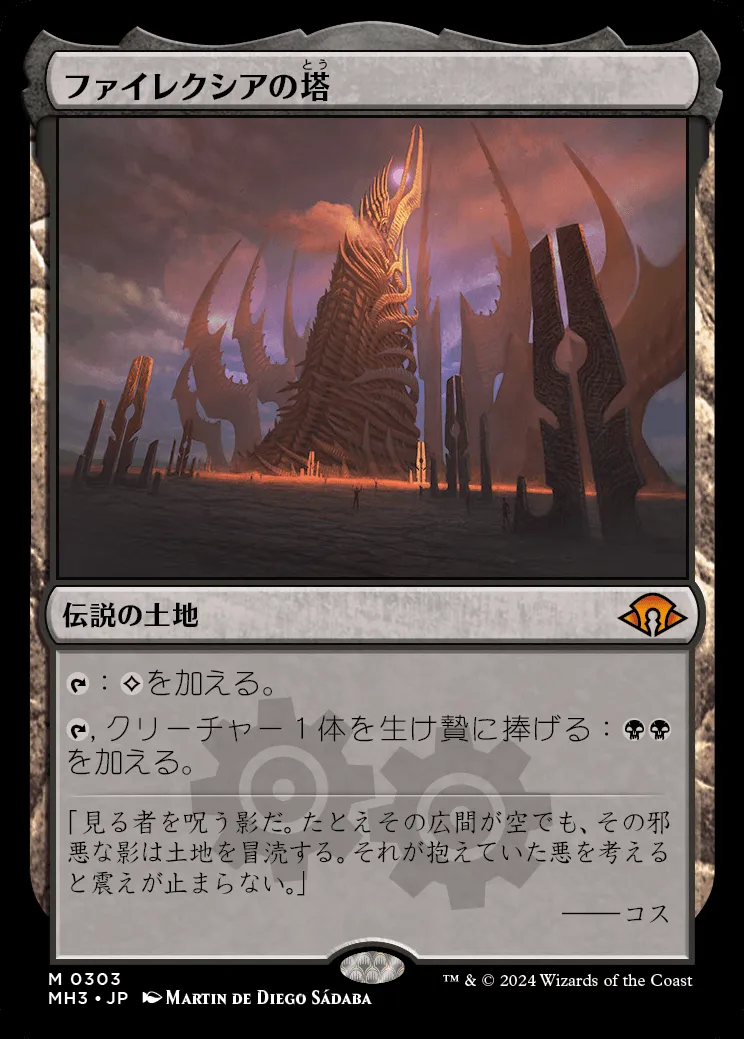 とう
ファイレクシアの塔
伝説の土地
：を加える。
, クリーチャー１体を生け贄に捧げる：
を加える。
「見る者を呪う影だ。たとえその広間が空でも、その邪
悪な影は土地を冒涜する。それが抱えていた悪を考える
と震えが止まらない。」
――コス
M 0303
MH3 • JP Martin de Diego Sádaba
™ & © 2024 Wizards of the Coast